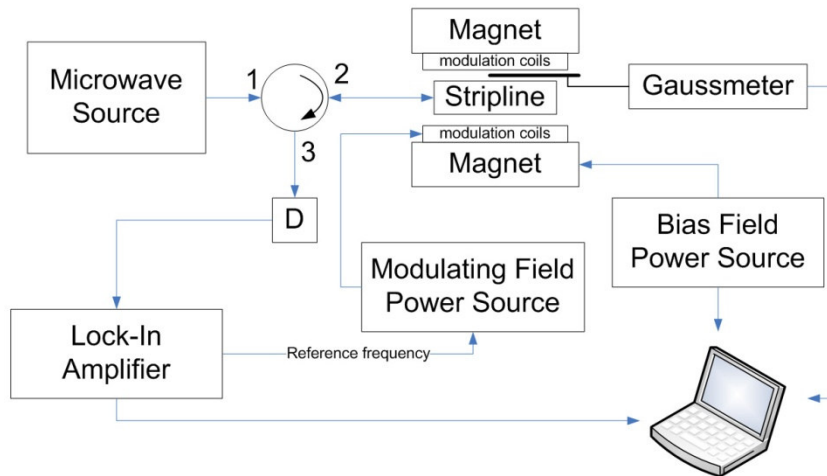 Magnet
modulation coils
Microwave
Source
1
2
3
Stripline
Gaussmeter
modulation coils
Magnet
D
Bias Field
Power Source
Modulating Field
Power Source
Lock-In
Amplifier
Reference frequency